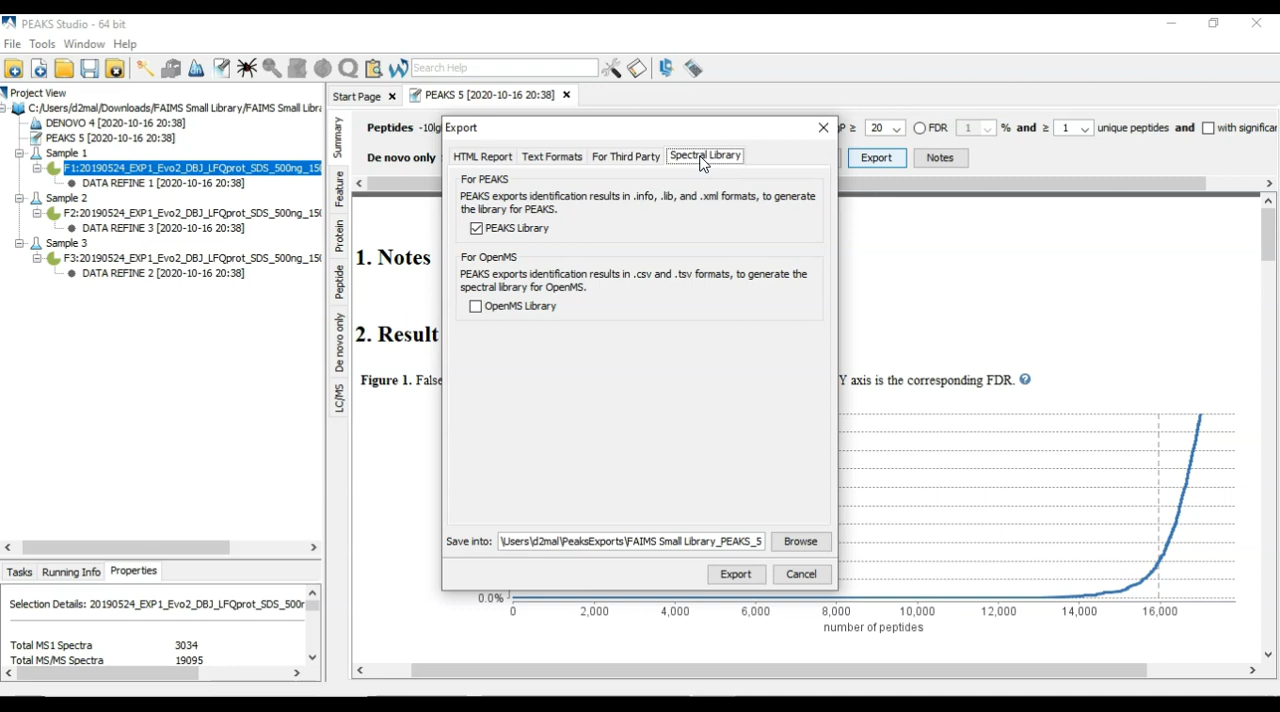 PEAKS Studio - 64 bit
File Tools Window Help
Search Help
Project View
C:/Users/d2mal/Downloads/FAIMS Small Library/FAIMS Small Libr
DENOVO 4 [2020-10-16 20:38]
PEAKS 5 [2020-10-16 20:38]
Sample 1
F1:20190524_EXP1_Evo2_DBJ_LFQprot_SDS_500ng_15
DATA REFINE 1 [2020-10-16 20:38]
Sample 2
F2:20190524_EXP1_Evo2_DBJ_LFQprot_SDS_500ng_15
DATA REFINE 3 [2020-10-16 20:38]
Sample 3
F3:20190524_EXP1_Evo2_DBJ_LFQprot_SDS_500ng_15
DATA REFINE 2 [2020-10-16 20:38]
Tasks Running Info Properties
Selection Details: 20190524_EXP1_Evo2_DBJ_LFQprot_SDS_500
Total MS1 Spectra 3034
Total MS/MS Spectra 19095
Start Page PEAKS 5 [2020-10-16 20:38]
Summary
Feature
Protein
Peptide
De novo only
LC/MS
Peptides -10lg
P ≥ 20 FDR 1 % and ≥ 1 unique peptides and with significan
De novo only
Export Notes
1. Notes
2. Result
Figure 1. False
Y axis is the corresponding FDR.
0.0%
0 2,000 4,000 6,000 8,000 10,000 12,000 14,000 16,000
number of peptides
Export
HTML Report Text Formats For Third Party Spectral Library
For PEAKS
PEAKS exports identification results in .info, .lib, and .xml formats, to generate
the library for PEAKS.
PEAKS Library
For OpenMS
PEAKS exports identification results in .csv and .tsv formats, to generate the
spectral library for OpenMS.
OpenMS Library
Save into: \Users\d2mal\PeaksExports\FAIMS Small Library_PEAKS_5 Browse
Export Cancel